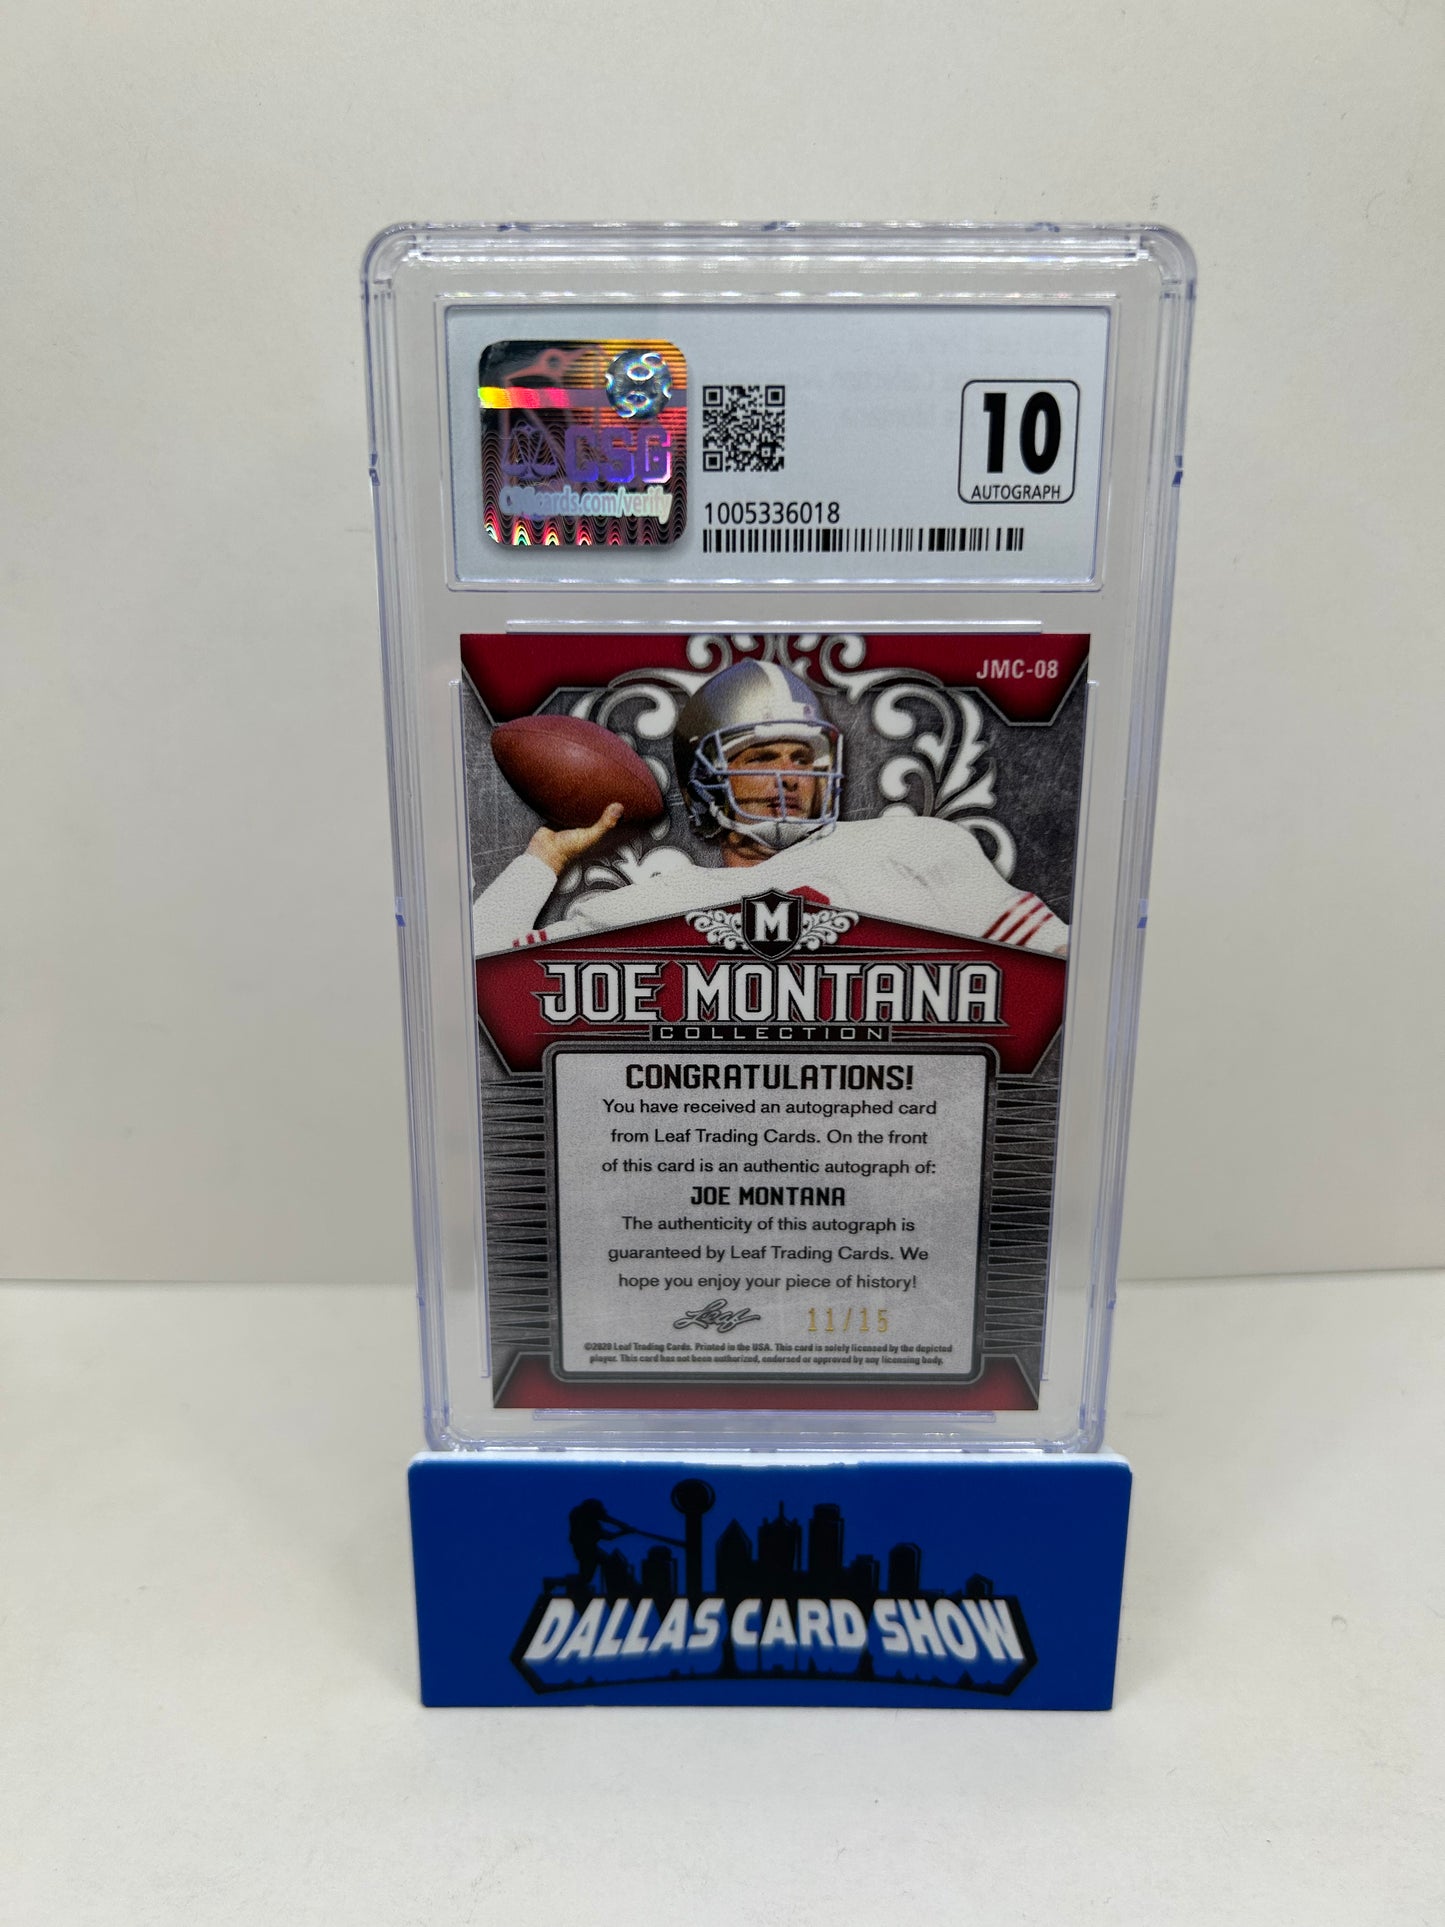 CSG
CSGcards.com/verify
1005336018
10
AUTOGRAPH
JMC-08
M
JOE MONTANA
COLLECTION
CONGRATULATIONS!
You have received an autographed card
from Leaf Trading Cards. On the front
of this card is an authentic autograph of:
JOE MONTANA
The authenticity of this autograph is
guaranteed by Leaf Trading Cards. We
hope you enjoy your piece of history!
Leaf 11/15
©2020 Leaf Trading Cards. Printed in the USA. This card is solely licensed by the depicted
player. This card has not been authorized, endorsed or approved by any licensing body.
DALLAS CARD SHOW